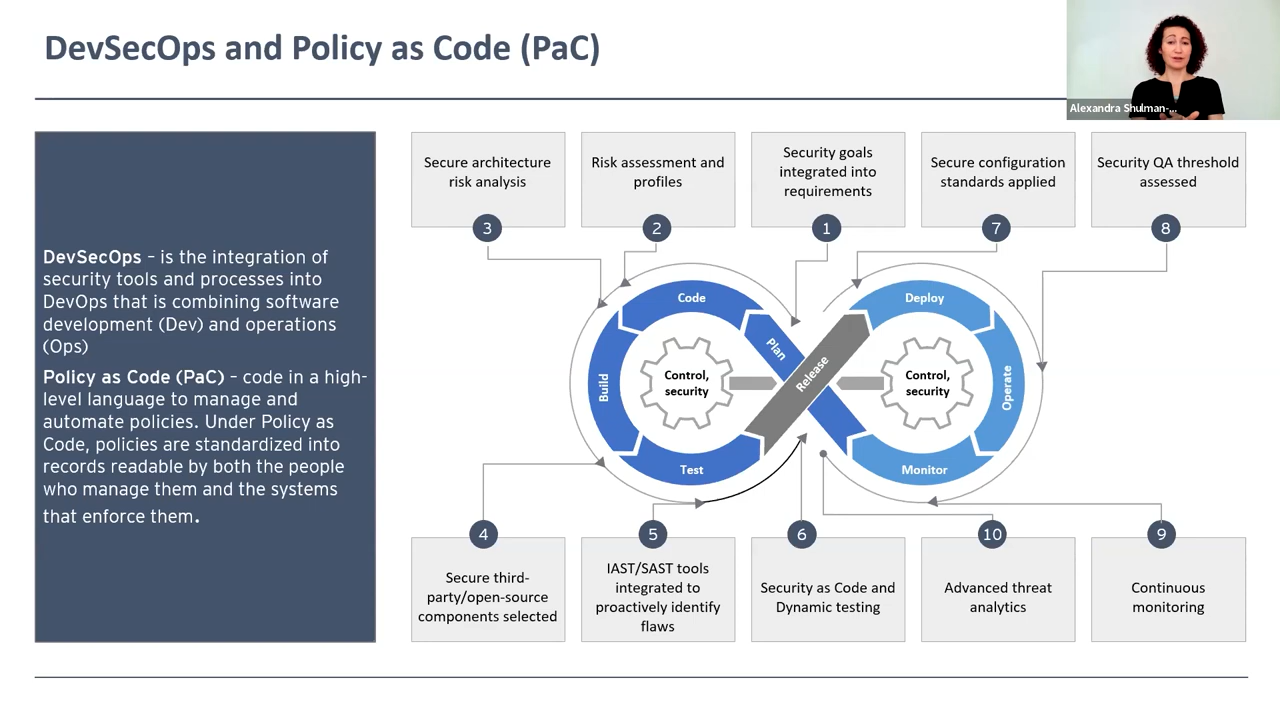 DevSecOps and Policy as Code (PaC)
Alexandra Shulman-...
DevSecOps – is the integration of
security tools and processes into
DevOps that is combining software
development (Dev) and operations
(Ops)
Policy as Code (PaC) – code in a high-
level language to manage and
automate policies. Under Policy as
Code, policies are standardized into
records readable by both the people
who manage them and the systems
that enforce them.
Secure architecture
risk analysis
3
Risk assessment and
profiles
2
Security goals
integrated into
requirements
1
Secure configuration
standards applied
7
Security QA threshold
assessed
8
Code
Plan
Build
Test
Control,
security
Release
Deploy
Operate
Monitor
Control,
security
4
Secure third-
party/open-source
components selected
5
IAST/SAST tools
integrated to
proactively identify
flaws
6
Security as Code and
Dynamic testing
10
Advanced threat
analytics
9
Continuous
monitoring